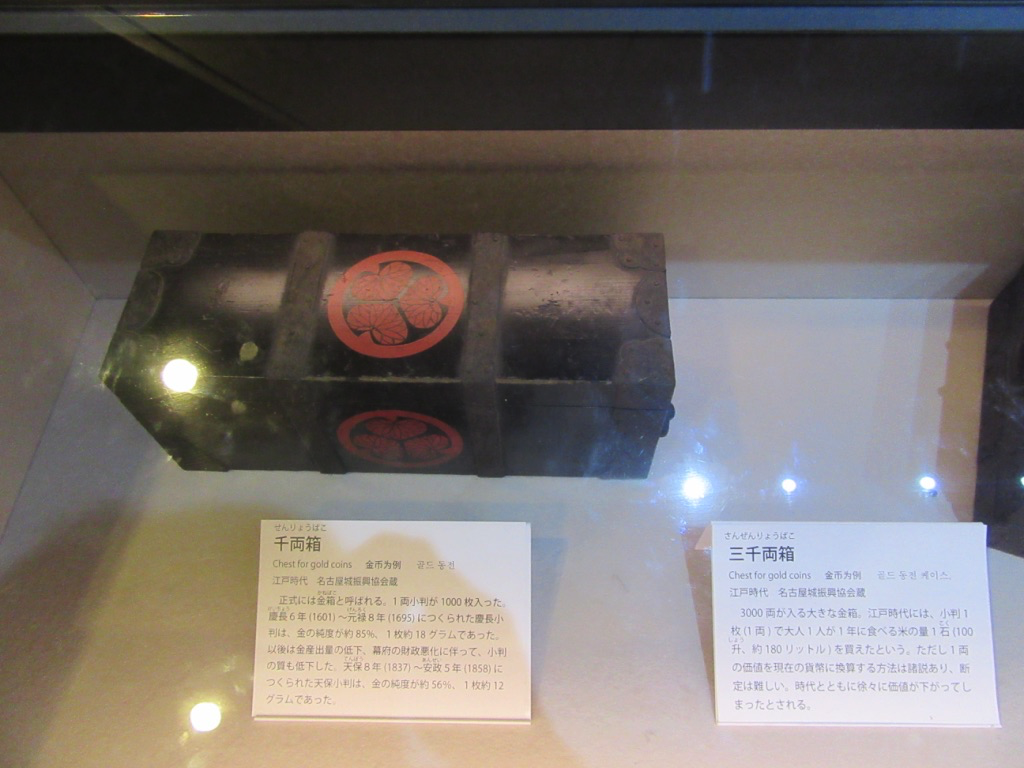 せんりょうばこ
千両箱
Chest for gold coins 金币为例 골드 동전
江戸時代 名古屋城振興協会蔵
かねばこ
正式には金箱と呼ばれる。1両小判が1000枚入った。
けいちょう げんろく
慶長6年(1601)～元禄8年(1695)につくられた慶長小
判は、金の純度が約85%、1枚約18グラムであった。
以後は金産出量の低下、幕府の財政悪化に伴って、小判
の質も低下した。天保8年(1837)～安政5年(1858)に
つくられた天保小判は、金の純度が約56%、1枚約12
グラムであった。
さんぜんりょうばこ
三千両箱
Chest for gold coins 金币为例 골드 동전 케이스
江戸時代 名古屋城振興協会蔵
3000両が入る大きな金箱。江戸時代には、小判1
枚(1両)で大人1人が1年に食べる米の量1石(100
升、約180リットル)を買えたという。ただし1両
の価値を現在の貨幣に換算する方法は諸説あり、断
定は難しい。時代とともに徐々に価値が下がってし
まったとされる。